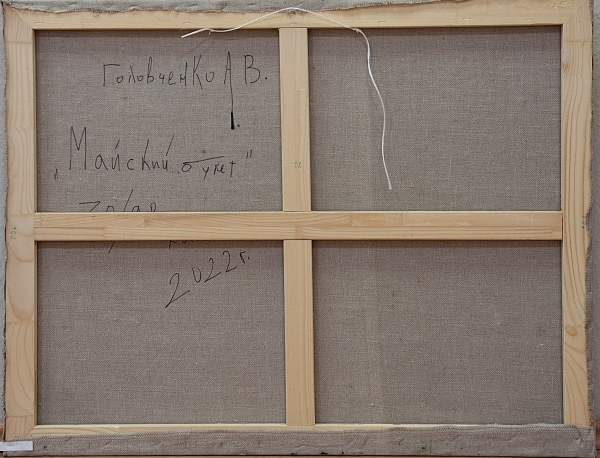 Головченко А В.
„Майский букет"
2022г.